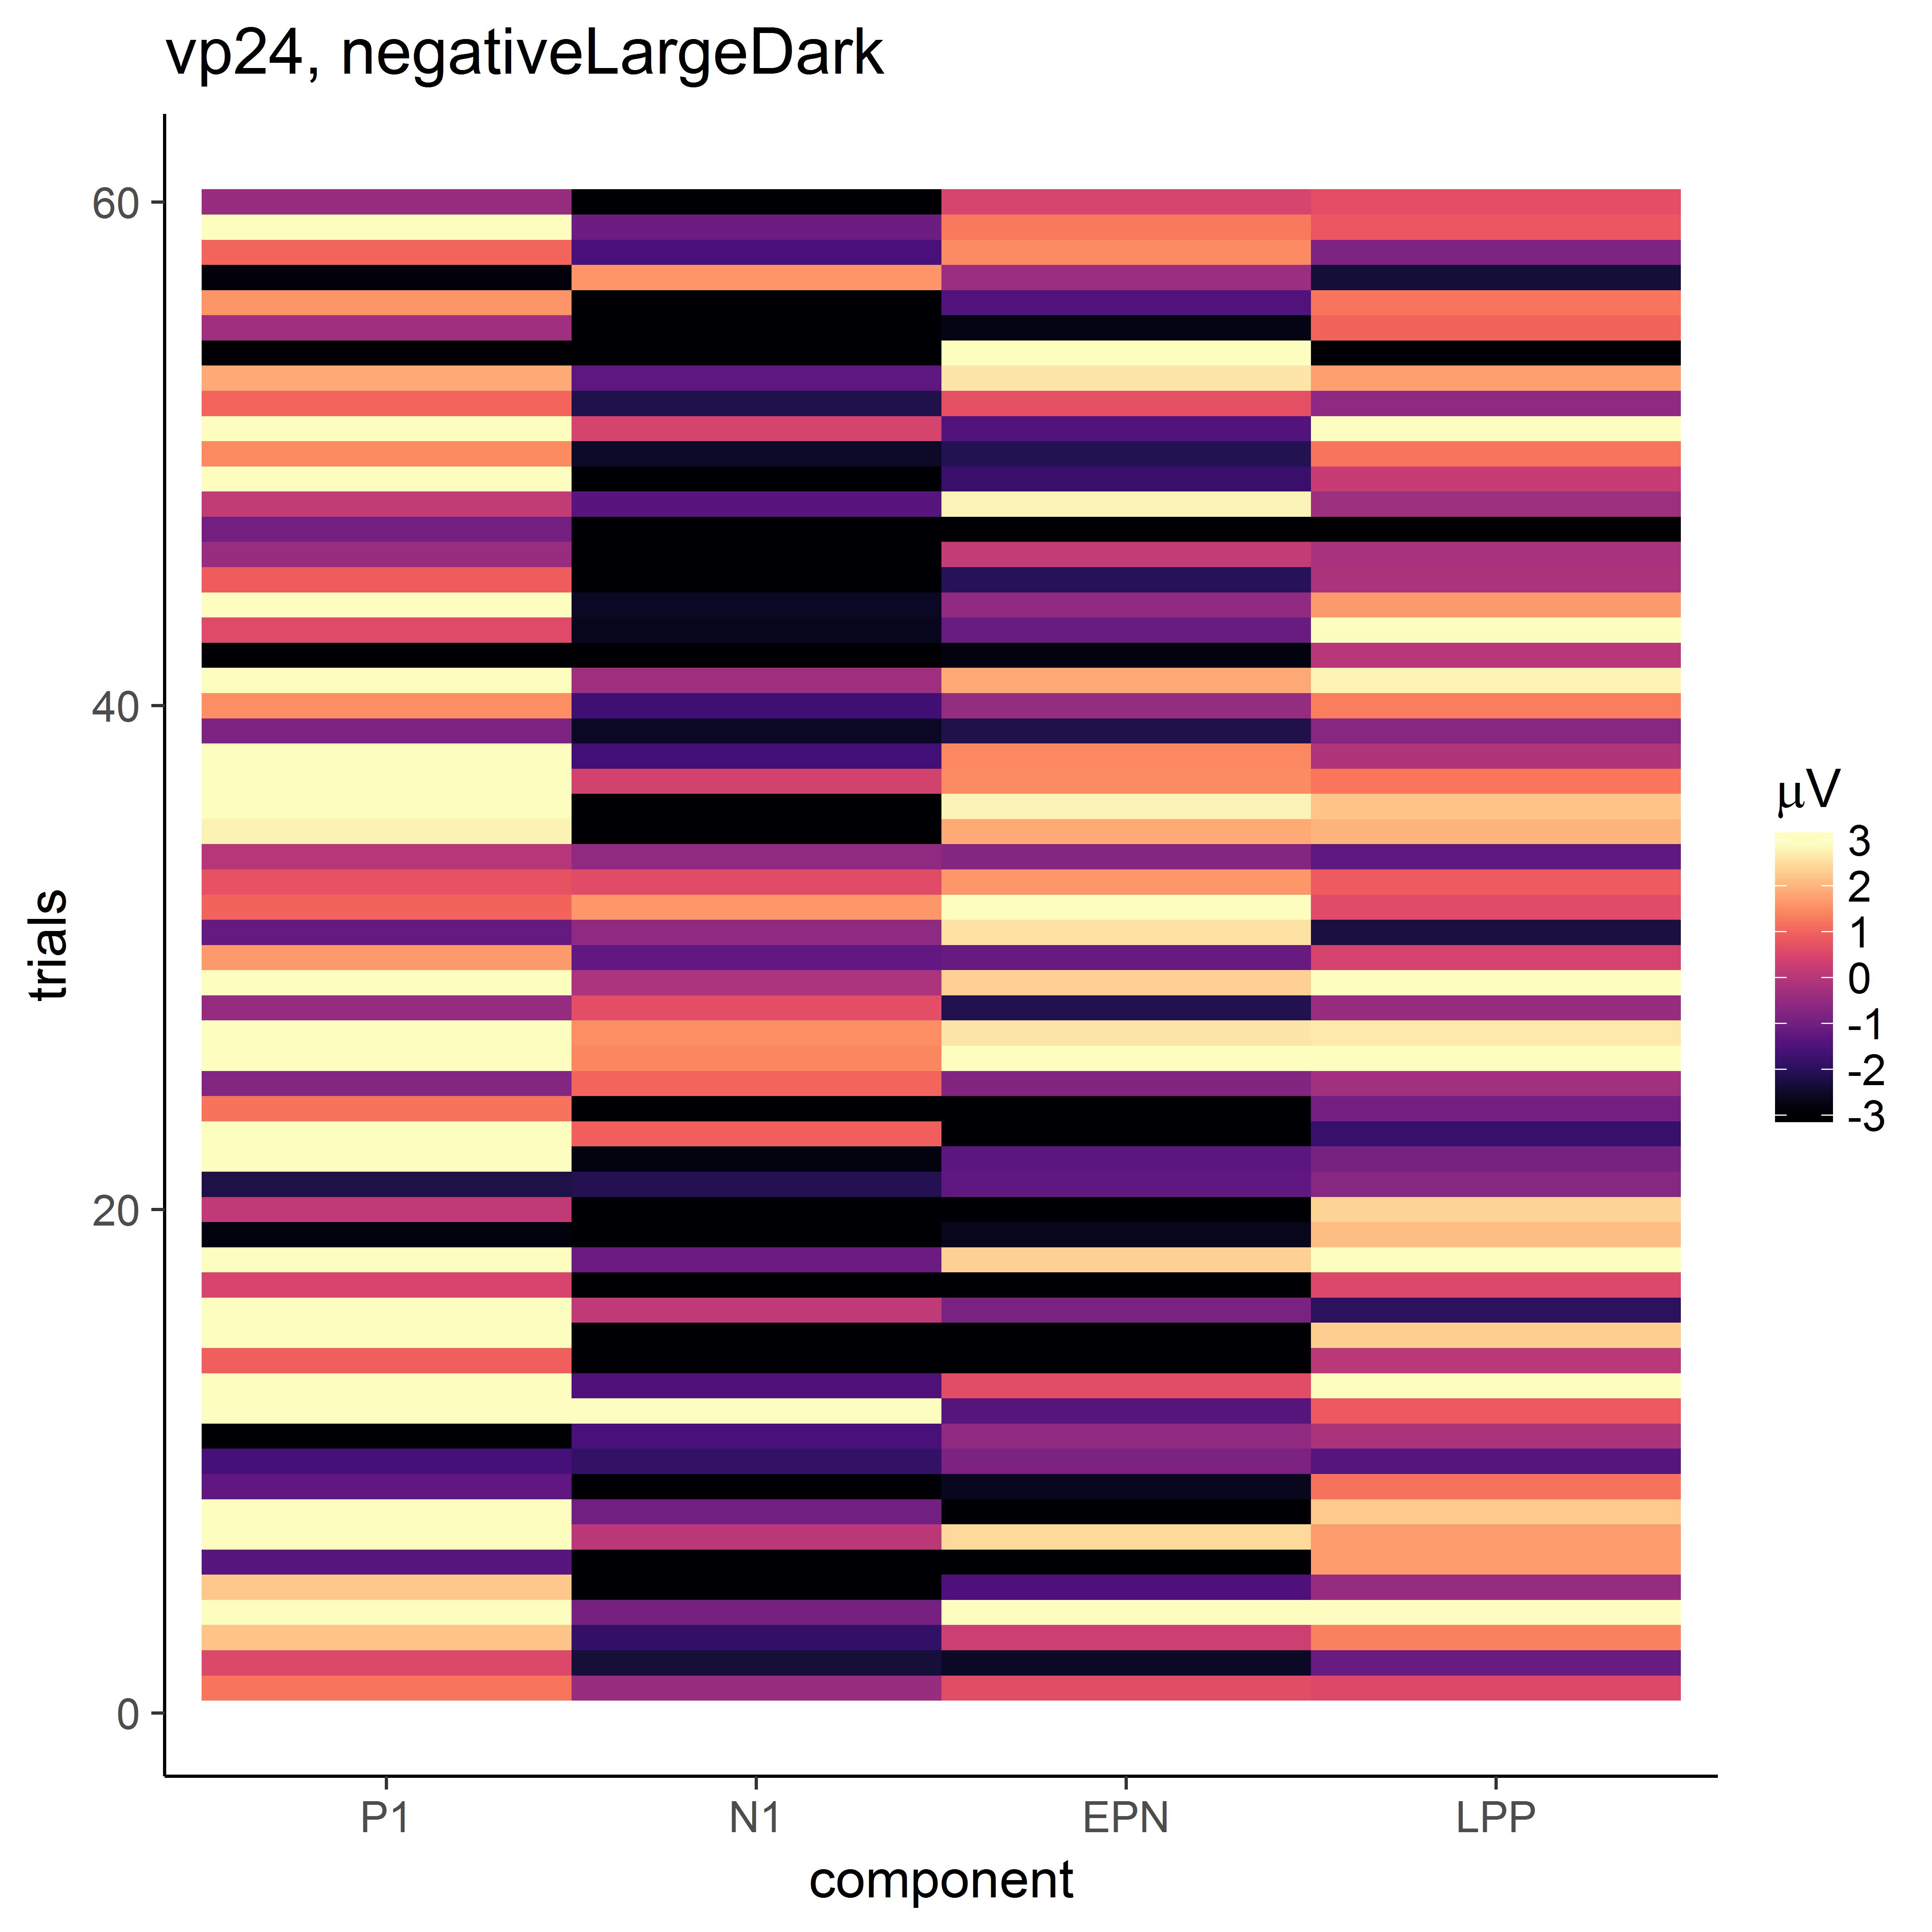 vp24, negativeLargeDark
60
40
20
0
trials
P1 N1 EPN LPP
component
μV
3
2
1
0
-1
-2
-3